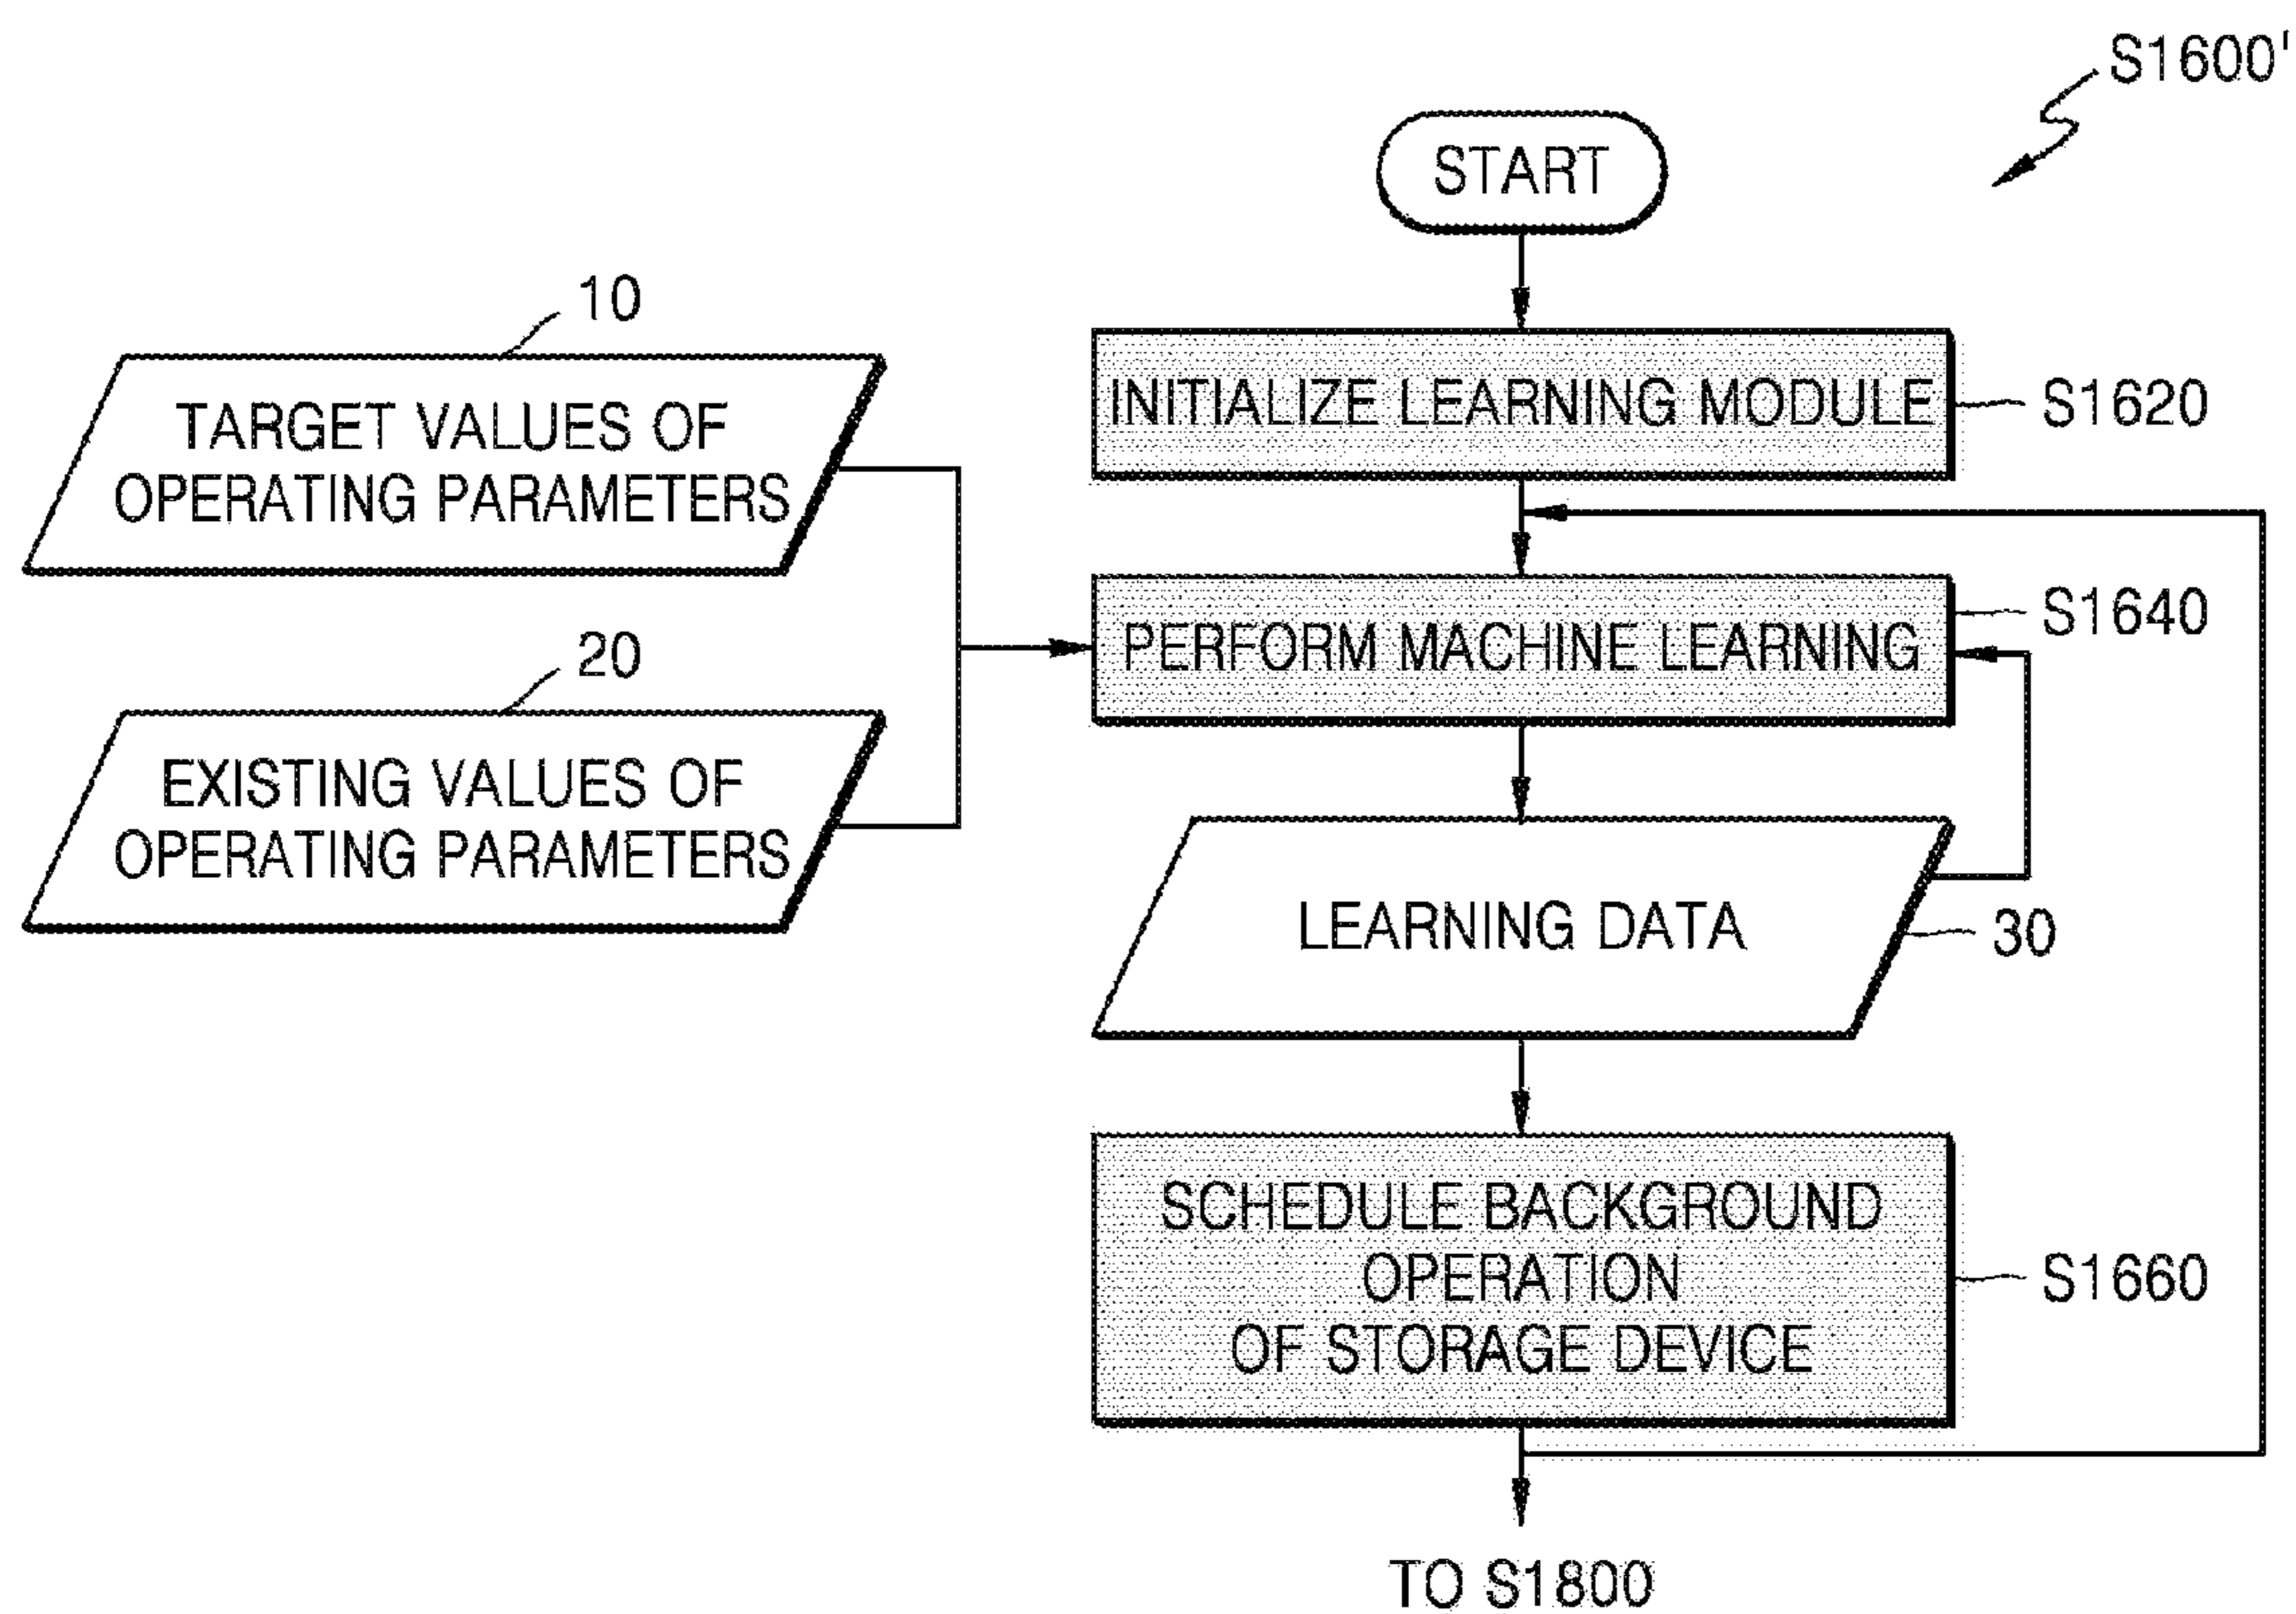 S1600'
START
10
TARGET VALUES OF
OPERATING PARAMETERS
INITIALIZE LEARNING MODULE
S1620
20
EXISTING VALUES OF
OPERATING PARAMETERS
PERFORM MACHINE LEARNING
S1640
LEARNING DATA
30
SCHEDULE BACKGROUND
OPERATION
OF STORAGE DEVICE
S1660
TO S1800